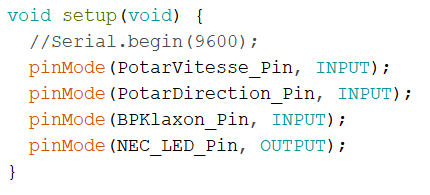 void setup(void) {
  //Serial.begin(9600);
  pinMode(PotarVitesse_Pin, INPUT);
  pinMode(PotarDirection_Pin, INPUT);
  pinMode(BPKlaxon_Pin, INPUT);
  pinMode(NEC_LED_Pin, OUTPUT);
}